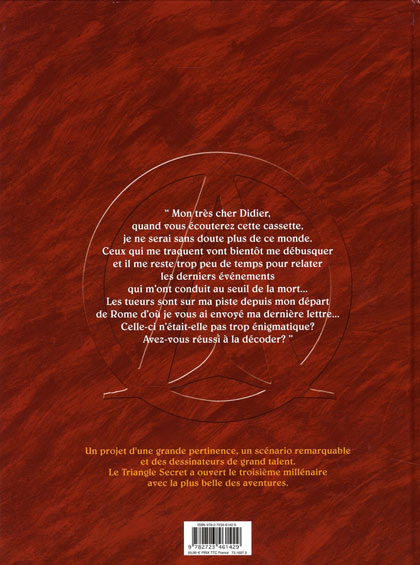 " Mon très cher Didier,
quand vous écouterez cette cassette,
je ne serai sans doute plus de ce monde.
Ceux qui me traquent vont bientôt me débusquer
et il me reste trop peu de temps pour relater
les derniers événements
qui m'ont conduit au seuil de la mort...
Les tueurs sont sur ma piste depuis mon départ
de Rome d'où je vous ai envoyé ma dernière lettre...
Celle-ci n'était-elle pas trop énigmatique?
Avez-vous réussi à la décoder? "
Un projet d'une grande pertinence, un scénario remarquable
et des dessinateurs de grand talent.
Le Triangle Secret a ouvert le troisième millénaire
avec la plus belle des aventures.
ISBN 978-2-7234-6142-9
9 782723 461429
PRIX TTC France